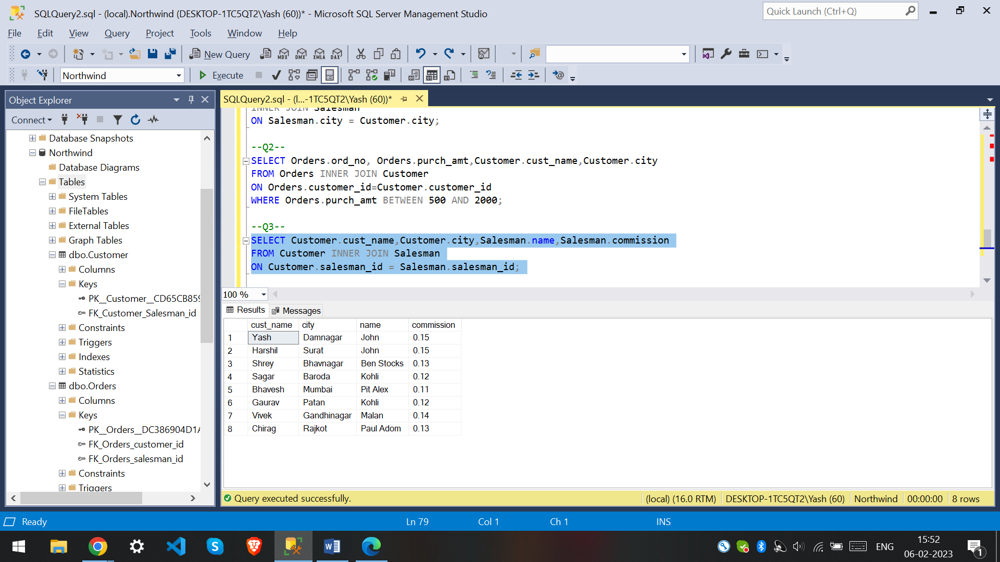 SQLQuery2.sql - (local).Northwind (DESKTOP-1TC5QT2\Yash (60))* - Microsoft SQL Server Management Studio
Quick Launch (Ctrl+Q)
File Edit View Query Project Tools Window Help
New Query MDX DMX XMLA DAX
Northwind Execute
Object Explorer
Connect
Database Snapshots
Northwind
Database Diagrams
Tables
System Tables
FileTables
External Tables
Graph Tables
dbo.Customer
Columns
Keys
PK__Customer__CD65CB859
FK_Customer_Salesman_id
Constraints
Triggers
Indexes
Statistics
dbo.Orders
Columns
Keys
PK__Orders__DC386904D1A
FK_Orders_customer_id
FK_Orders_salesman_id
Constraints
Triggers
SQLQuery2.sql - (l...-1TC5QT2\Yash (60))*
INNER JOIN Salesman
ON Salesman.city = Customer.city;
--Q2--
SELECT Orders.ord_no, Orders.purch_amt,Customer.cust_name,Customer.city
FROM Orders INNER JOIN Customer
ON Orders.customer_id=Customer.customer_id
WHERE Orders.purch_amt BETWEEN 500 AND 2000;
--Q3--
SELECT Customer.cust_name,Customer.city,Salesman.name,Salesman.commission
FROM Customer INNER JOIN Salesman
ON Customer.salesman_id = Salesman.salesman_id;
100 %
Results Messages
cust_name city name commission
1 Yash Damnagar John 0.15
2 Harshil Surat John 0.15
3 Shrey Bhavnagar Ben Stocks 0.13
4 Sagar Baroda Kohli 0.12
5 Bhavesh Mumbai Pit Alex 0.11
6 Gaurav Patan Kohli 0.12
7 Vivek Gandhinagar Malan 0.14
8 Chirag Rajkot Paul Adom 0.13
Query executed successfully. (local) (16.0 RTM) DESKTOP-1TC5QT2\Yash (60) Northwind 00:00:00 8 rows
Ready Ln 79 Col 1 Ch 1 INS
ENG 15:52
06-02-2023
1